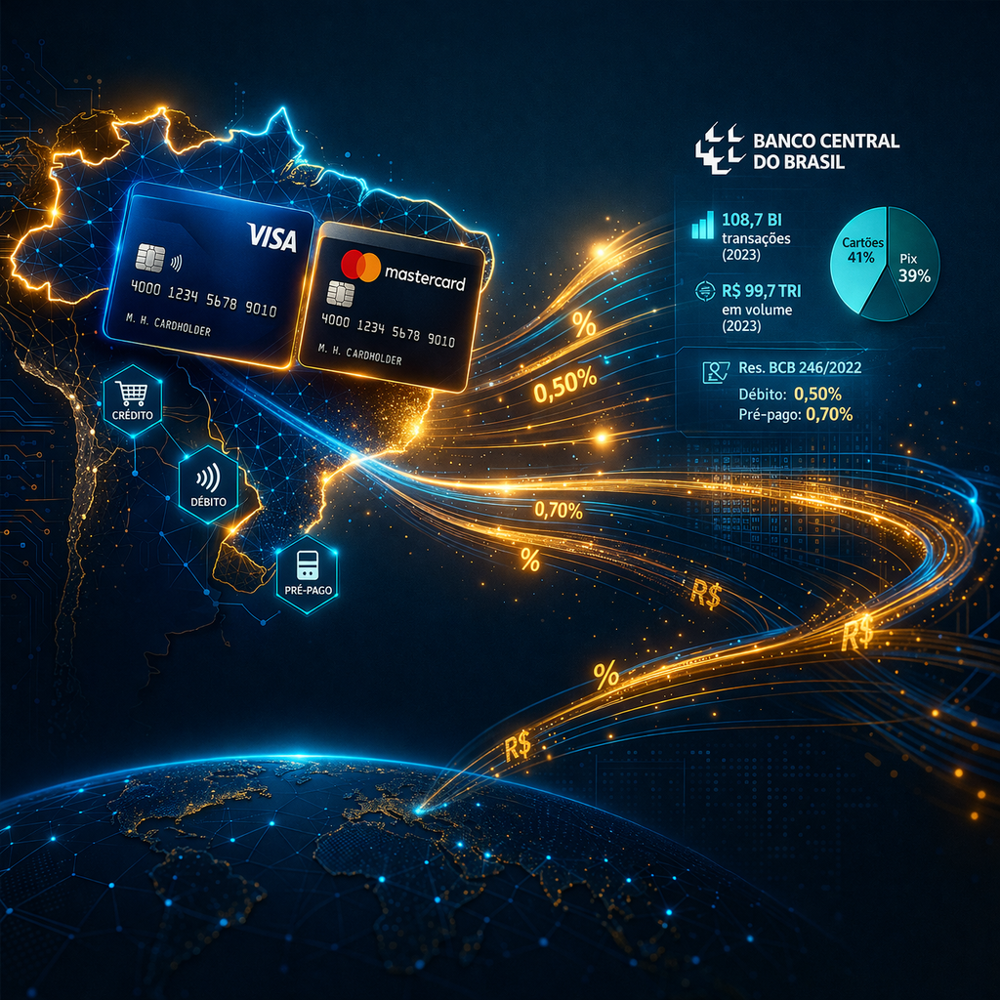 VISA
4000 1234 5678 9010
M. H. CARDHOLDER
mastercard
4000 1234 5678 9010
M. H. CARDHOLDER
CRÉDITO
DÉBITO
PRÉ-PAGO
%
0,50%
0,70%
%
R$
R$
%
R$
BANCO CENTRAL
DO BRASIL
108,7 BI
transações
(2023)
R$ 99,7 TRI
em volume
(2023)
Cartões
41%
Pix
39%
Res. BCB 246/2022
Débito: 0,50%
Pré-pago: 0,70%